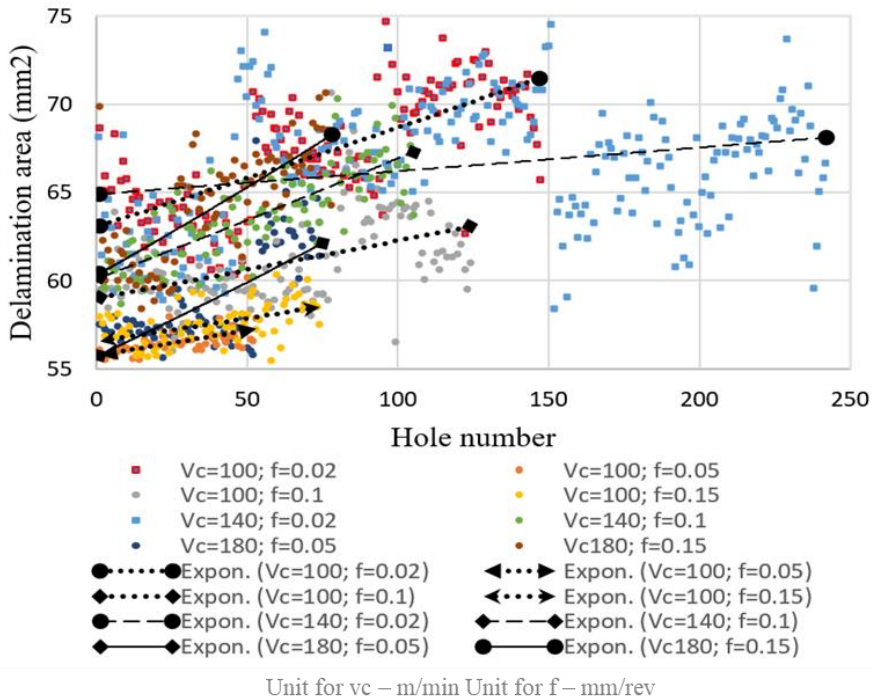 75
70
65
60
55
Delamination area (mm2)
0 50 100 150 200 250
Hole number
Vc=100; f=0.02 Vc=100; f=0.05
Vc=100; f=0.1 Vc=100; f=0.15
Vc=140; f=0.02 Vc=140; f=0.1
Vc=180; f=0.05 Vc180; f=0.15
Expon. (Vc=100; f=0.02) Expon. (Vc=100; f=0.05)
Expon. (Vc=100; f=0.1) Expon. (Vc=100; f=0.15)
Expon. (Vc=140; f=0.02) Expon. (Vc=140; f=0.1)
Expon. (Vc=180; f=0.05) Expon. (Vc180; f=0.15)
Unit for vc – m/min Unit for f – mm/rev